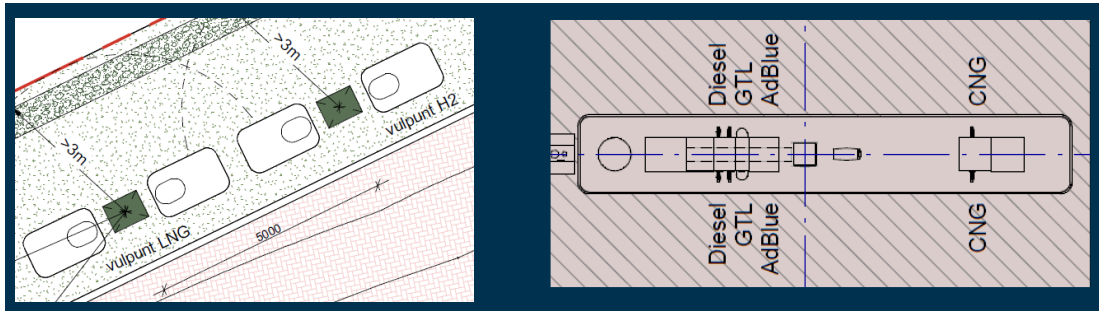 >3m
vulpunt H2
>3m
vulpunt LNG
5000
Diesel
GTL
AdBlue
CNG
Diesel
GTL
AdBlue
CNG